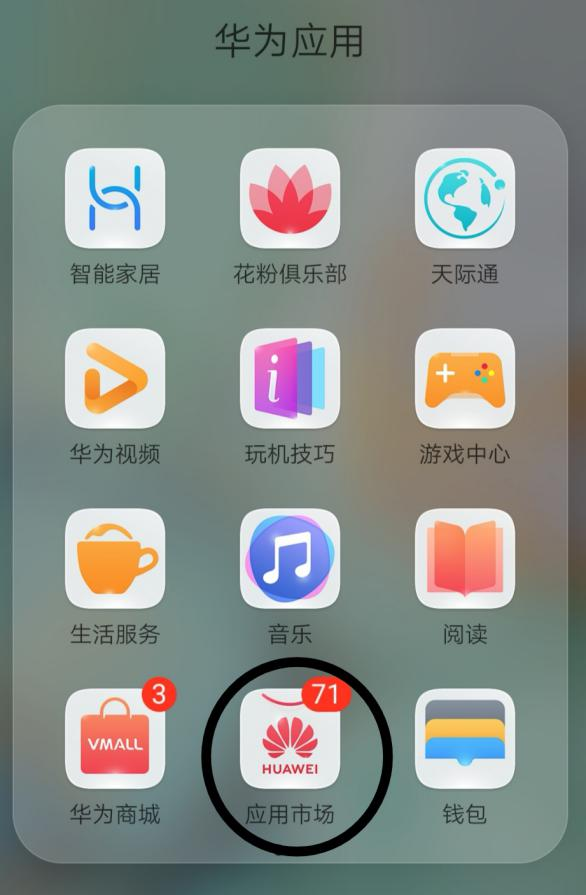 华为应用
智能家居
花粉俱乐部
天际通
华为视频
i
玩机技巧
游戏中心
生活服务
音乐
阅读
3
VMALL
华为商城
71
HUAWEI
应用市场
钱包